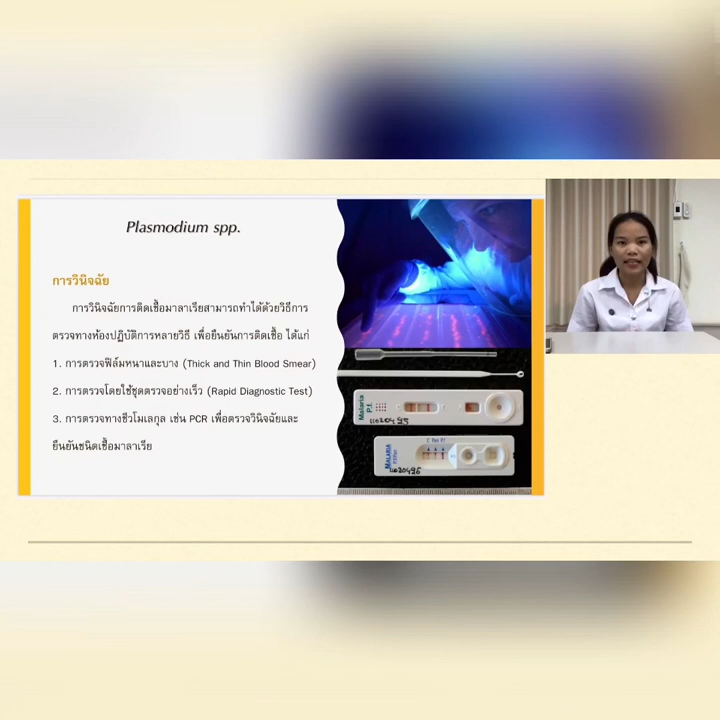 Plasmodium spp.
การวินิจฉัย
การวินิจฉัยการติดเชื้อมาลาเรียสามารถทำได้ด้วยวิธีการ
ตรวจทางห้องปฏิบัติการหลายวิธี เพื่อยืนยันการติดเชื้อ ได้แก่
1. การตรวจฟิล์มหนาและบาง (Thick and Thin Blood Smear)
2. การตรวจโดยใช้ชุดตรวจอย่างเร็ว (Rapid Diagnostic Test)
3. การตรวจทางชีวโมเลกุล เช่น PCR เพื่อตรวจวินิจฉัยและ
ยืนยันชนิดเชื้อมาลาเรีย
Malaria
P.f.
C Pan P.f
MALARIA